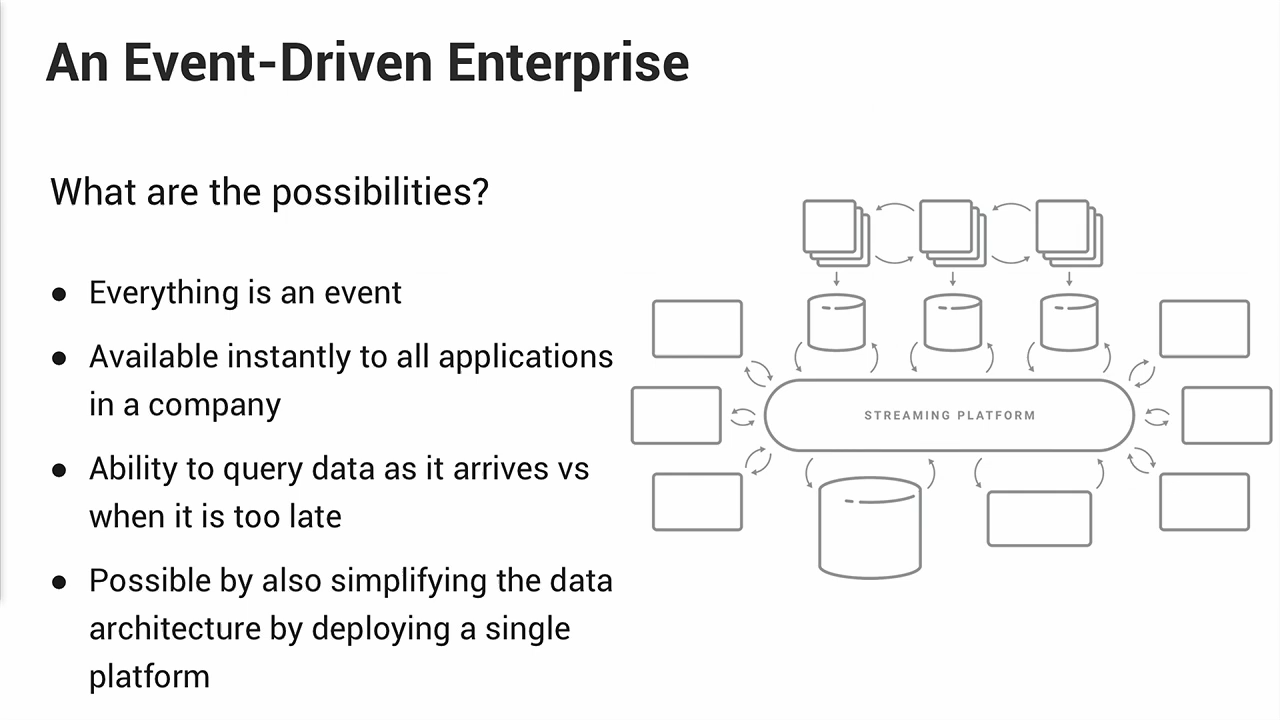 An Event-Driven Enterprise
What are the possibilities?
● Everything is an event
● Available instantly to all applications
in a company
● Ability to query data as it arrives vs
when it is too late
● Possible by also simplifying the data
architecture by deploying a single
platform
STREAMING PLATFORM